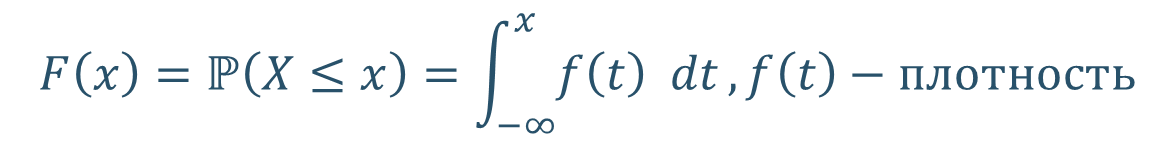 F(x) = ℙ(X ≤ x) = ∫_{−∞}^{x} f(t) dt , f(t) − плотность